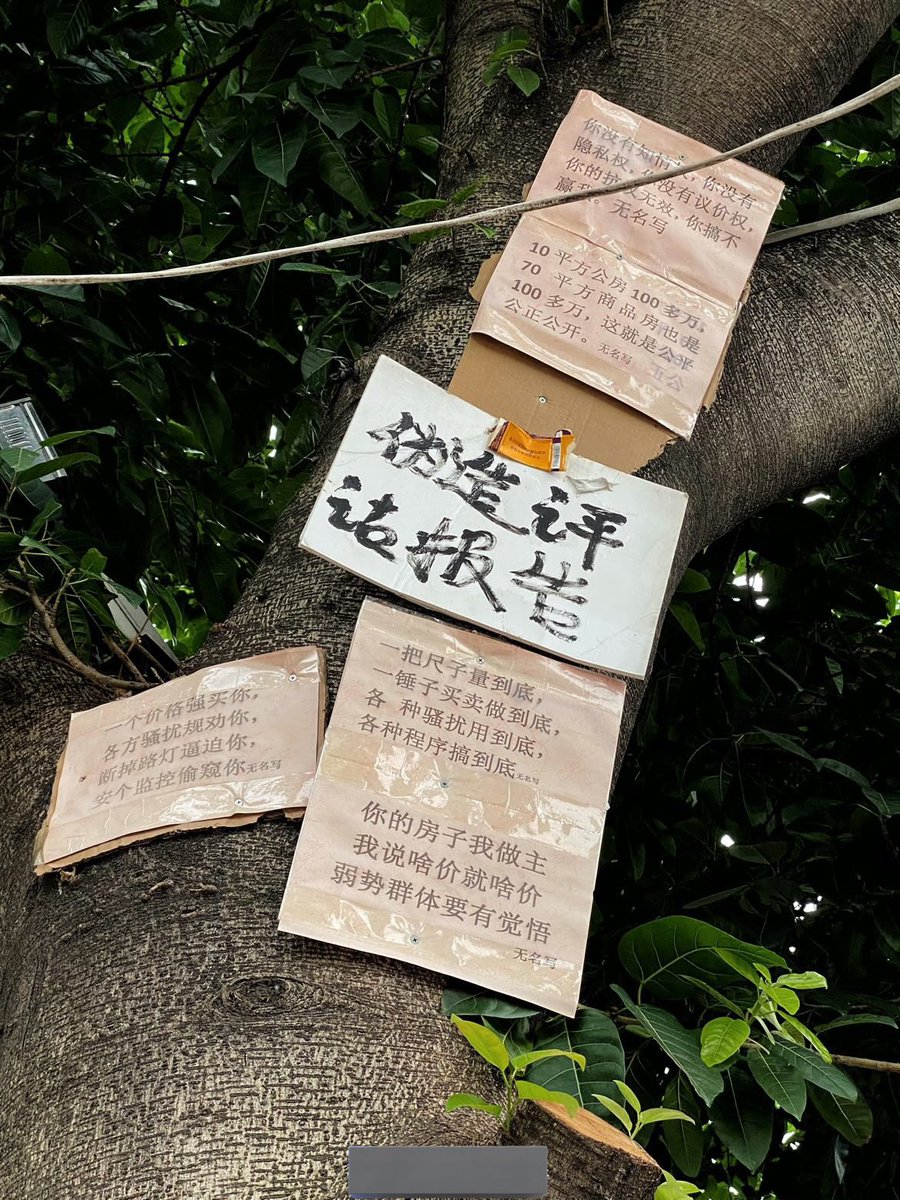 你没有知情权，你没有
隐私权，你没有议价权，
你的抗议无效，你搞不
赢我。无名写
10 平方公房 100 多万，
70 平方商品房也是
100 多万，这就是公平
公正公开。无名写
伪造评
估报告
一个价格强买你，
各方骚扰规劝你，
断掉路灯逼迫你，
安个监控偷窥你无名写
一把尺子量到底，
一锤子买卖做到底，
各 种骚扰用到底，
各种程序搞到底无名写
你的房子我做主
我说啥价就啥价
弱势群体要有觉悟
无名写